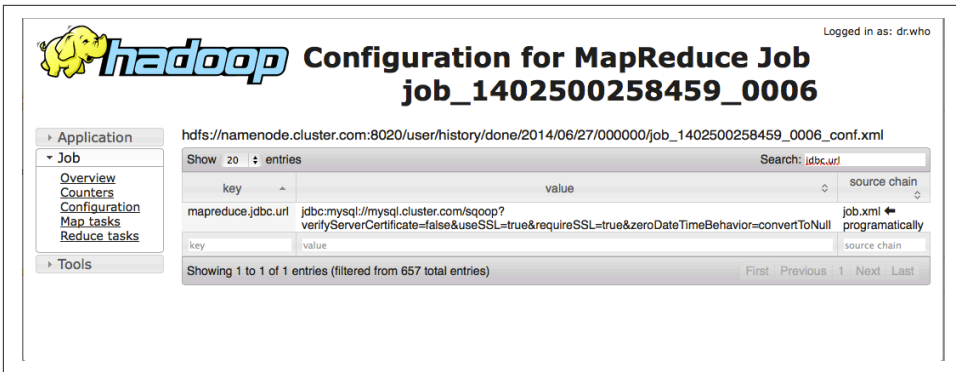 Logged in as: dr.who
hadoop
Configuration for MapReduce Job
job_1402500258459_0006
Application
Job
Overview
Counters
Configuration
Map tasks
Reduce tasks
Tools
hdfs://namenode.cluster.com:8020/user/history/done/2014/06/27/000000/job_1402500258459_0006_conf.xml
Show 20 entries Search: jdbc.url
key value source chain
mapreduce.jdbc.url jdbc:mysql://mysql.cluster.com/sqoop? job.xml ⬅
verifyServerCertificate=false&useSSL=true&requireSSL=true&zeroDateTimeBehavior=convertToNull programatically
key value source chain
Showing 1 to 1 of 1 entries (filtered from 657 total entries) First Previous 1 Next Last